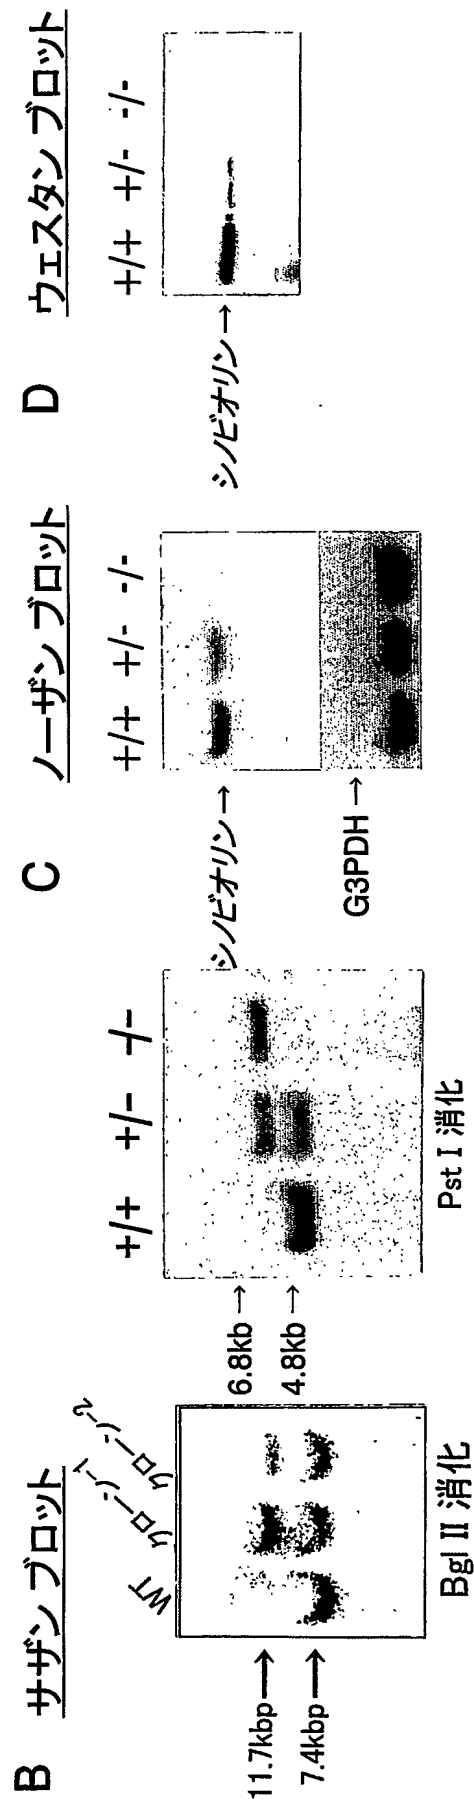 B サザン ブロット
WT クローン-1 クローン-2
11.7kbp→
7.4kbp→
Bgl II 消化
+/+ +/- -/-
6.8kb→
4.8kb→
Pst I 消化
C ノーザン ブロット
+/+ +/- -/-
シノビオリン→
G3PDH→
D ウェスタン ブロット
+/+ +/- -/-
シノビオリン→